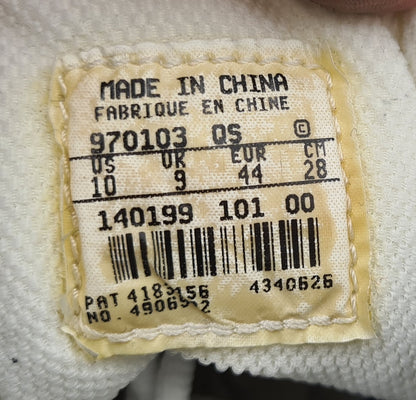 MADE IN CHINA
FABRIQUE EN CHINE
970103 QS ©
US UK EUR CM
10 9 44 28
140199 101 00
PAT 4183156 4340626
NO.